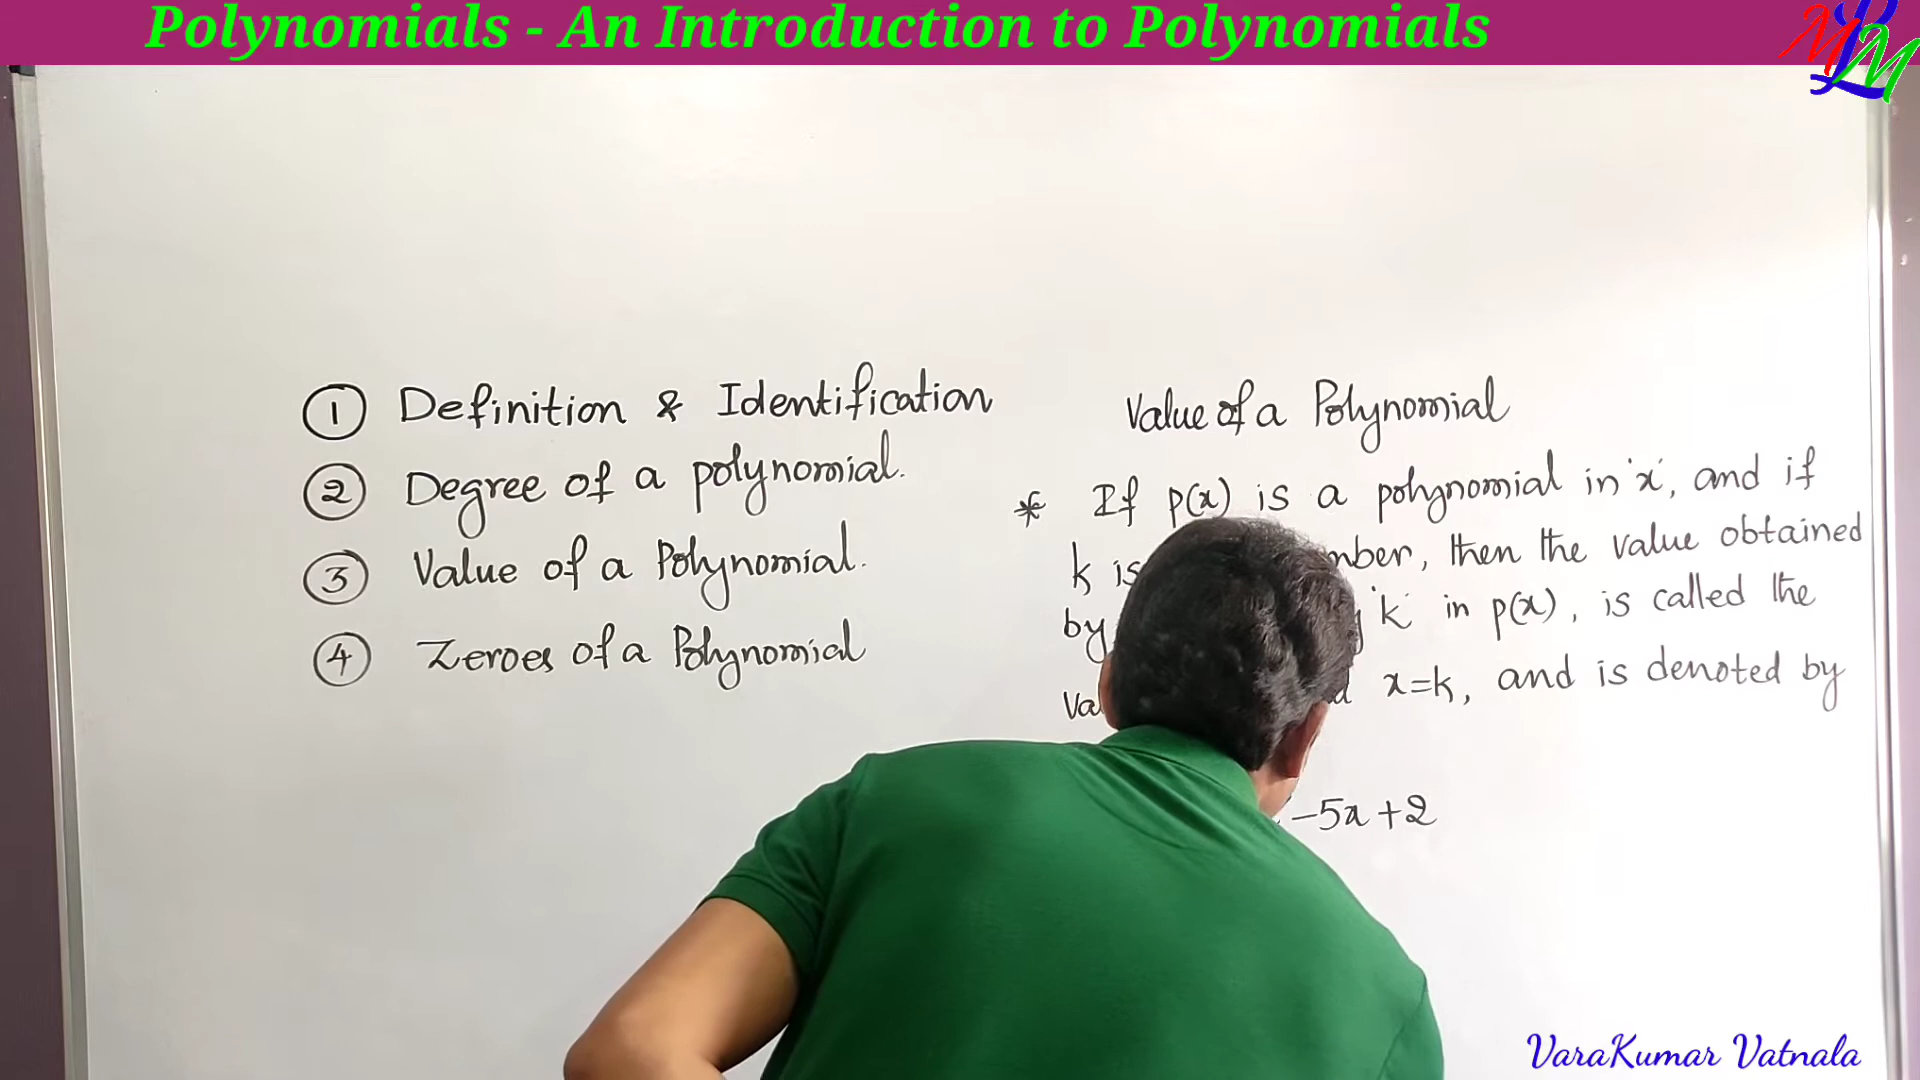 Polynomials - An Introduction to Polynomials
MLM
① Definition & Identification
② Degree of a polynomial.
③ Value of a Polynomial.
④ Zeroes of a Polynomial
Value of a Polynomial
* If p(x) is a polynomial in 'x', and if
k is mber, then the value obtained
by 'k' in p(x), is called the
x=k, and is denoted by
-5x+2
VaraKumar Vatnala